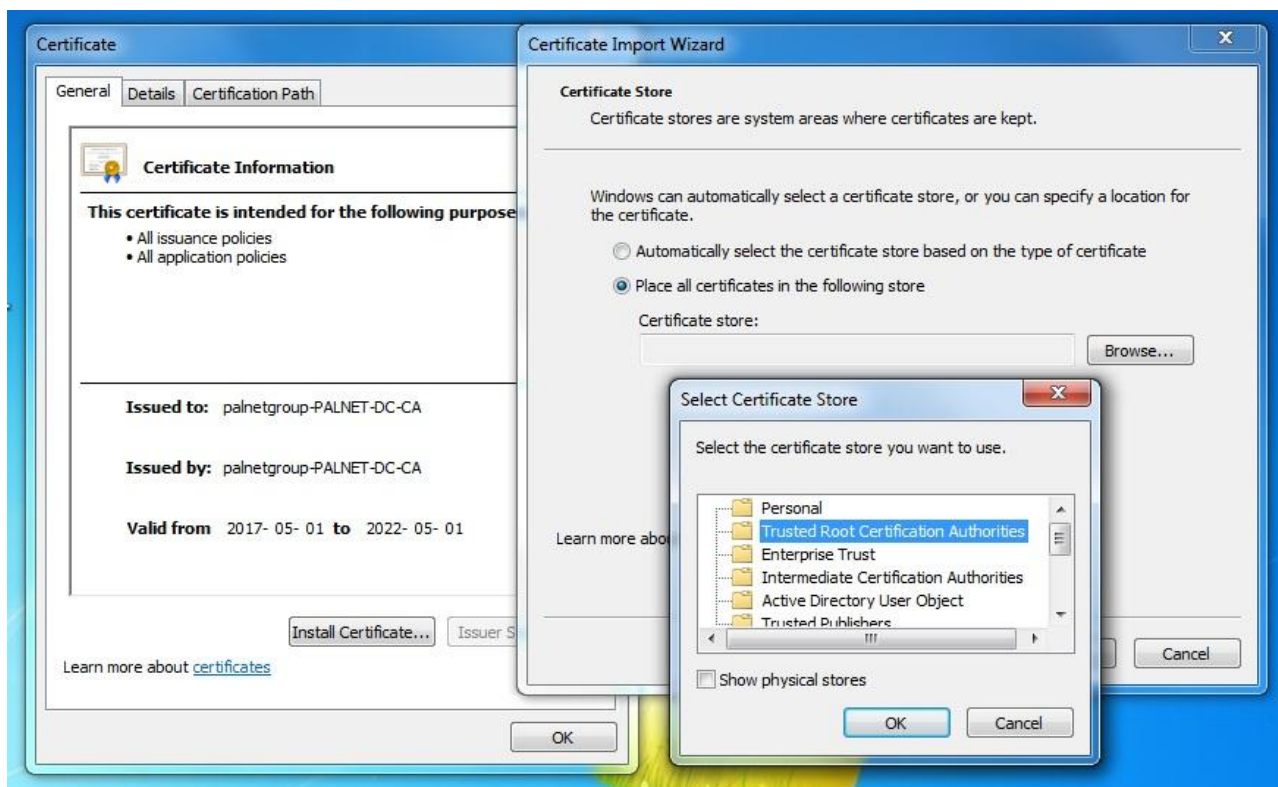 Certificate
General
Details
Certification Path
Certificate Information
This certificate is intended for the following purpose
• All issuance policies
• All application policies
Issued to: palnetgroup-PALNET-DC-CA
Issued by: palnetgroup-PALNET-DC-CA
Valid from 2017- 05- 01 to 2022- 05- 01
Install Certificate...
Issuer S
Learn more about certificates
OK
Certificate Import Wizard
Certificate Store
Certificate stores are system areas where certificates are kept.
Windows can automatically select a certificate store, or you can specify a location for
the certificate.
Automatically select the certificate store based on the type of certificate
Place all certificates in the following store
Certificate store:
Browse...
Learn more abou
Cancel
Select Certificate Store
Select the certificate store you want to use.
Personal
Trusted Root Certification Authorities
Enterprise Trust
Intermediate Certification Authorities
Active Directory User Object
Trusted Publishers
Show physical stores
OK
Cancel